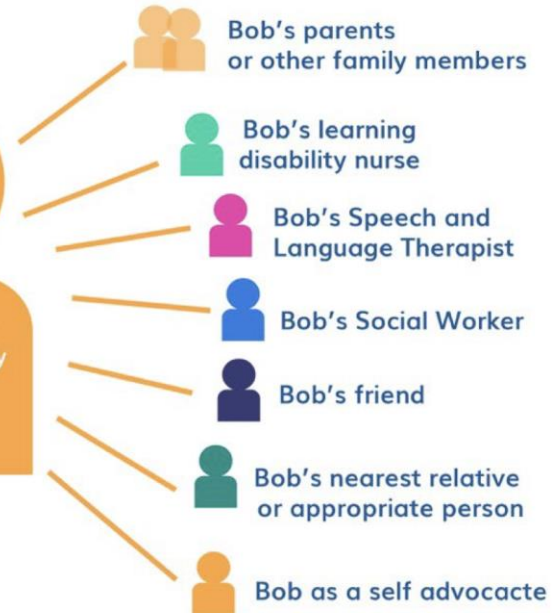 Bob's parents
or other family members
Bob's learning
disability nurse
Bob's Speech and
Language Therapist
Bob's Social Worker
Bob's friend
Bob's nearest relative
or appropriate person
Bob as a self advocacte